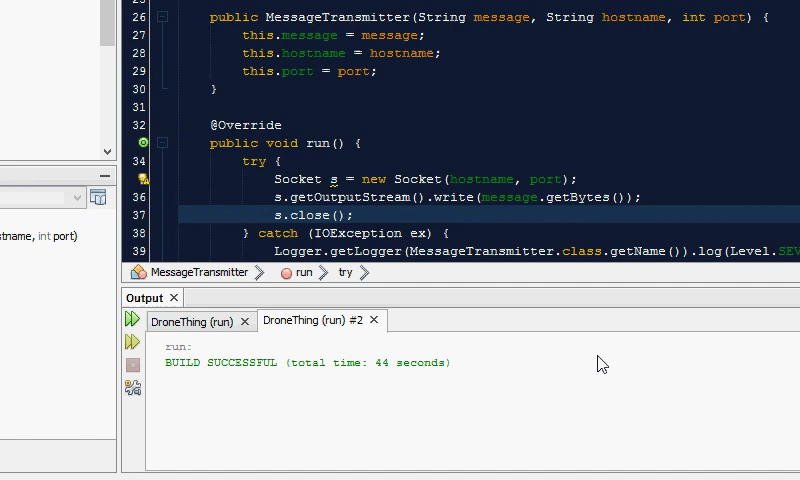 25
26 public MessageTransmitter(String message, String hostname, int port) {
27 this.message = message;
28 this.hostname = hostname;
29 this.port = port;
30 }
31
32 @Override
public void run() {
34 try {
Socket s = new Socket(hostname, port);
36 s.getOutputStream().write(message.getBytes());
37 s.close();
38 } catch (IOException ex) {
39 Logger.getLogger(MessageTransmitter.class.getName()).log(Level.SEV
stname, int port)
MessageTransmitter run try
Output
DroneThing (run) DroneThing (run) #2
run:
BUILD SUCCESSFUL (total time: 44 seconds)